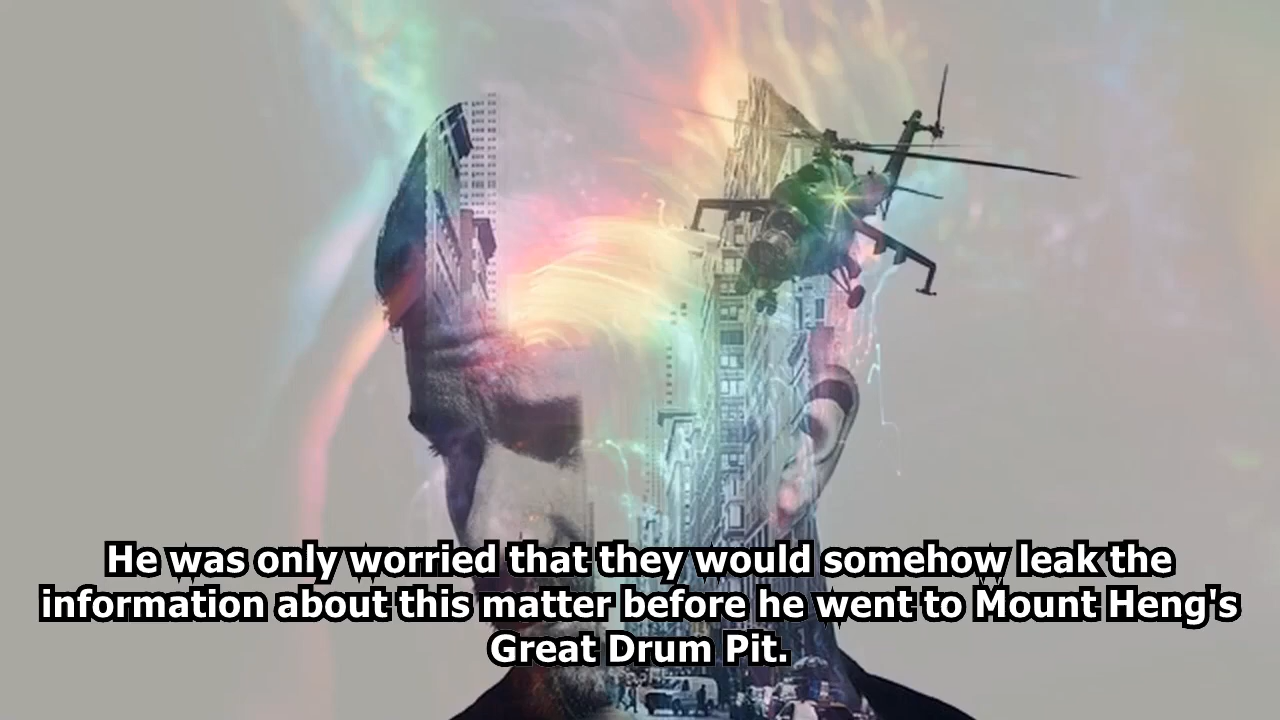 He was only worried that they would somehow leak the
information about this matter before he went to Mount Heng's
Great Drum Pit.